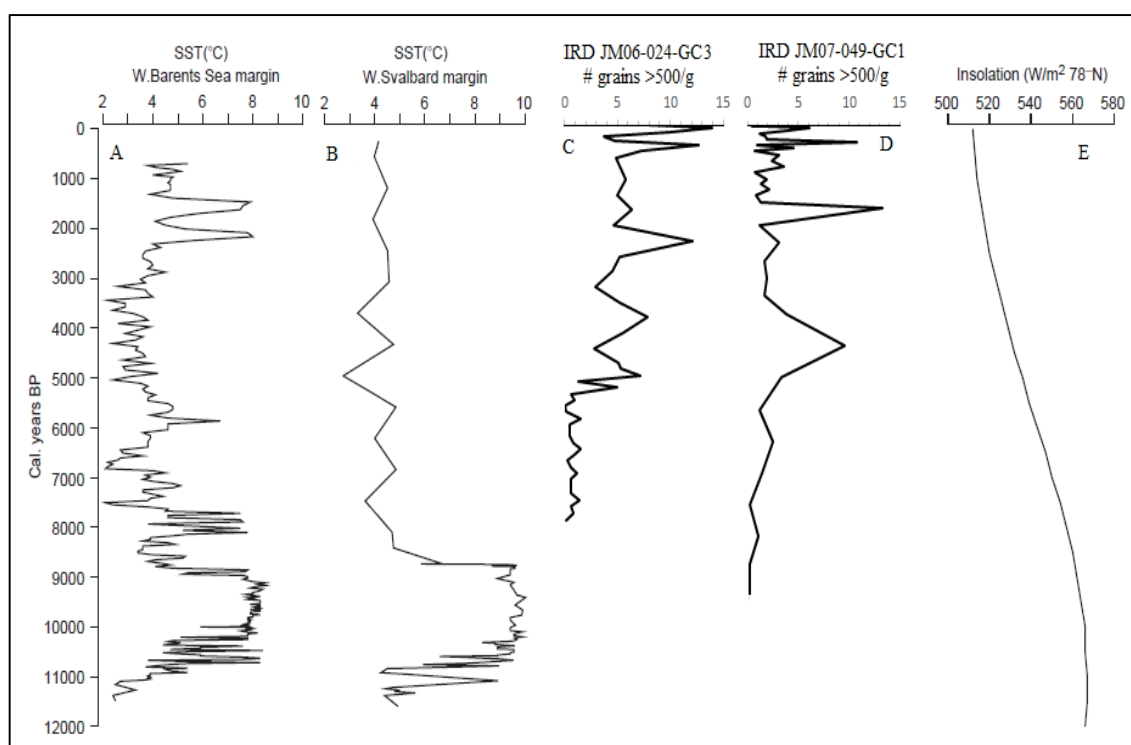 SST(°C)
W.Barents Sea margin
2 4 6 8 10
SST(°C)
W.Svalbard margin
2 4 6 8 10
IRD JM06-024-GC3
# grains >500/g
0 5 10 15
IRD JM07-049-GC1
# grains >500/g
0 5 10 15
Insolation (W/m² 78–N)
500 520 540 560 580
A
B
C
D
E
Cal. years BP
0
1000
2000
3000
4000
5000
6000
7000
8000
9000
10000
11000
12000